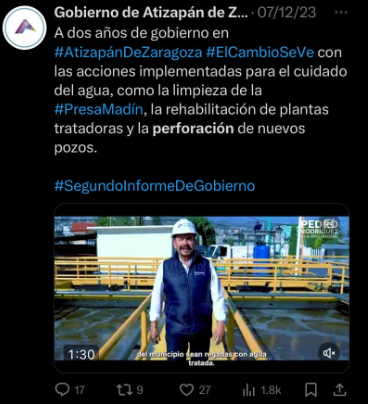 Gobierno de Atizapán de Z... · 07/12/23
A dos años de gobierno en
#AtizapánDeZaragoza #ElCambioSeVe con
las acciones implementadas para el cuidado
del agua, como la limpieza de la
#PresaMadín, la rehabilitación de plantas
tratadoras y la perforación de nuevos
pozos.
#SegundoInformeDeGobierno
PEDRO
RODRÍGUEZ
1:30
del municipio sean regadas con agua
tratada.
17 9 27 1.8k